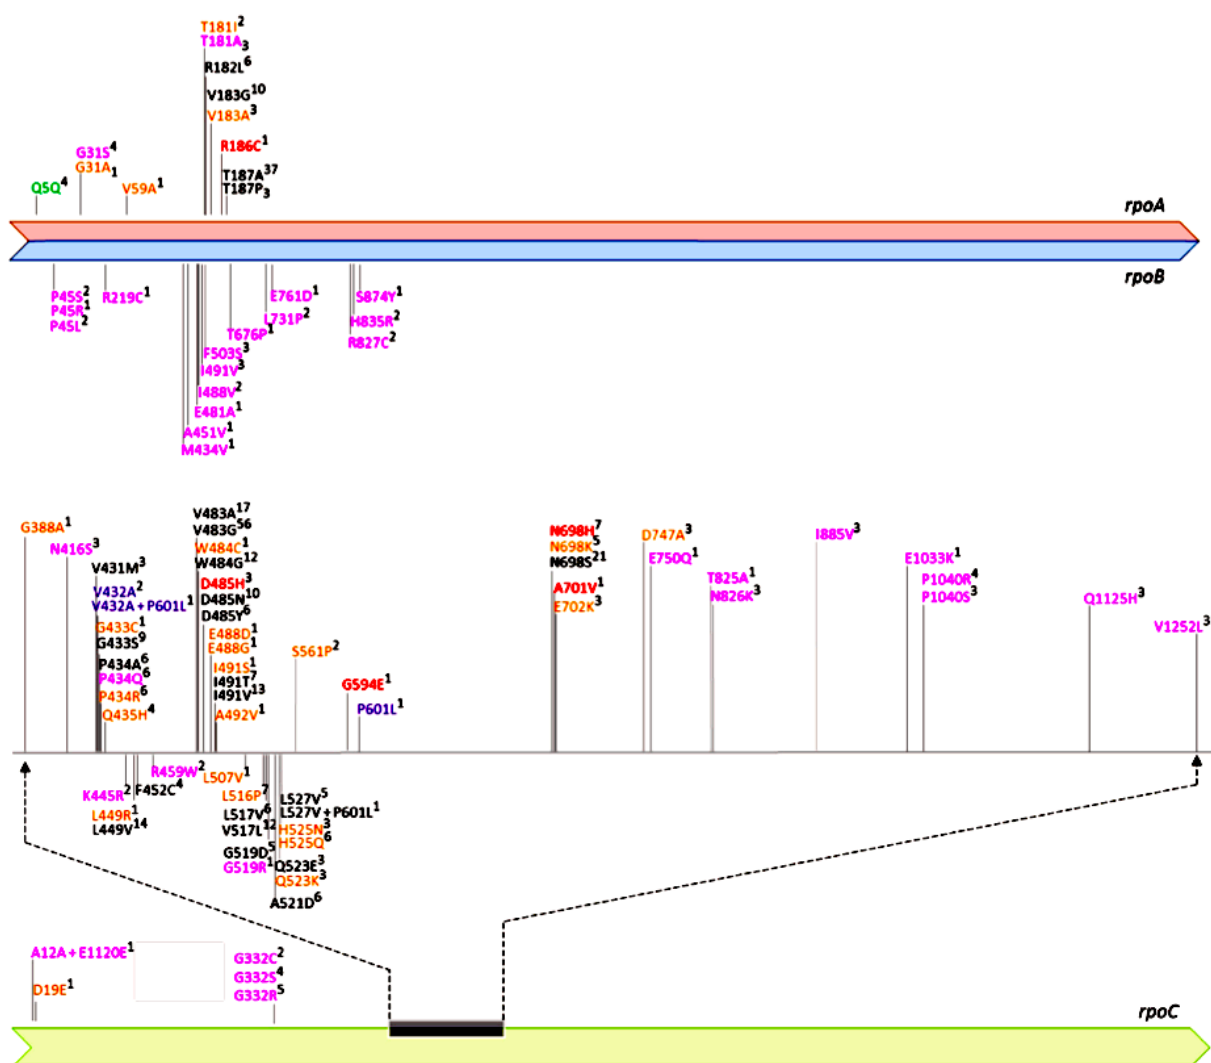 T181I2
T181A3
R182L6
V183G10
V183A3
R186C1
G31S4
G31A1
T187A37
T187P3
Q5Q4
V59A1
rpoA
rpoB
P45S2
P45R1
P45L2
R219C1
E761D1
S874Y1
L731P2
H835R2
T676P1
R827C2
F503S3
I491V3
I488V2
E481A1
A451V1
M434V1
G388A1
N416S3
V431M3
V432A2
V432A + P601L1
G433C1
G433S9
P434A6
P434Q6
P434R6
Q435H4
V483A17
V483G56
W484C1
W484G12
D485H3
D485N10
D485Y6
E488D1
E488G1
I491S1
I491T7
I491V13
A492V1
S561P2
G594E1
P601L1
N698H7
N698K5
N698S21
A701V1
E702K3
D747A3
E750Q1
T825A1
N826K3
I885V3
E1033K1
P1040R4
P1040S3
Q1125H3
V1252L3
K445R2
L449R1
L449V14
F452C4
R459W2
L507V1
L516P7
L517V6
V517L12
G519D5
G519R1
L527V5
L527V + P601L1
H525N3
H525Q6
Q523E3
Q523K3
A521D6
A12A + E1120E1
D19E1
G332C2
G332S4
G332R5
rpoC